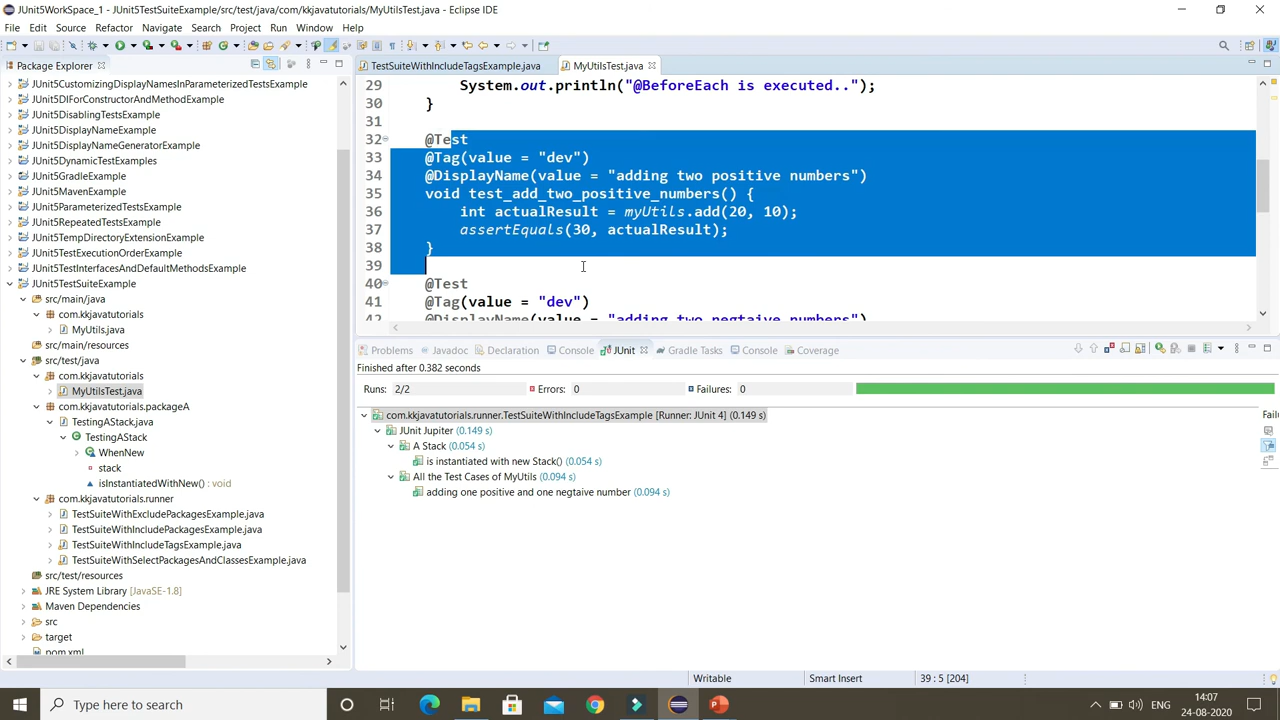 JUnit5WorkSpace_1 - JUnit5TestSuiteExample/src/test/java/com/kkjavatutorials/MyUtilsTest.java - Eclipse IDE
File Edit Source Refactor Navigate Search Project Run Window Help
Package Explorer
JUnit5CustomizingDisplayNamesInParameterizedTestsExample
JUnit5DIForConstructorAndMethodExample
JUnit5DisablingTestsExample
JUnit5DisplayNameExample
JUnit5DisplayNameGeneratorExample
JUnit5DynamicTestExamples
JUnit5GradleExample
JUnit5MavenExample
JUnit5ParameterizedTestsExample
JUnit5RepeatedTestsExample
JUnit5TempDirectoryExtensionExample
JUnit5TestExecutionOrderExample
JUnit5TestInterfacesAndDefaultMethodsExample
JUnit5TestSuiteExample
src/main/java
com.kkjavatutorials
MyUtils.java
src/main/resources
src/test/java
com.kkjavatutorials
MyUtilsTest.java
com.kkjavatutorials.packageA
TestingAStack.java
TestingAStack
WhenNew
stack
isInstantiatedWithNew() : void
com.kkjavatutorials.runner
TestSuiteWithExcludePackagesExample.java
TestSuiteWithIncludePackagesExample.java
TestSuiteWithIncludeTagsExample.java
TestSuiteWithSelectPackagesAndClassesExample.java
src/test/resources
JRE System Library [JavaSE-1.8]
Maven Dependencies
src
target
pom.xml
TestSuiteWithIncludeTagsExample.java MyUtilsTest.java
29 System.out.println("@BeforeEach is executed..");
30 }
31
32 @Test
33 @Tag(value = "dev")
34 @DisplayName(value = "adding two positive numbers")
35 void test_add_two_positive_numbers() {
36 int actualResult = myUtils.add(20, 10);
37 assertEquals(30, actualResult);
38 }
39
40 @Test
41 @Tag(value = "dev")
42 @DisplayName(value = "adding two negtaive numbers")
Problems Javadoc Declaration Console JUnit Gradle Tasks Console Coverage
Finished after 0.382 seconds
Runs: 2/2 Errors: 0 Failures: 0
com.kkjavatutorials.runner.TestSuiteWithIncludeTagsExample [Runner: JUnit 4] (0.149 s)
JUnit Jupiter (0.149 s)
A Stack (0.054 s)
is instantiated with new Stack() (0.054 s)
All the Test Cases of MyUtils (0.094 s)
adding one positive and one negtaive number (0.094 s)
Fail
Writable Smart Insert 39 : 5 [204]
Type here to search
ENG
14:07
24-08-2020